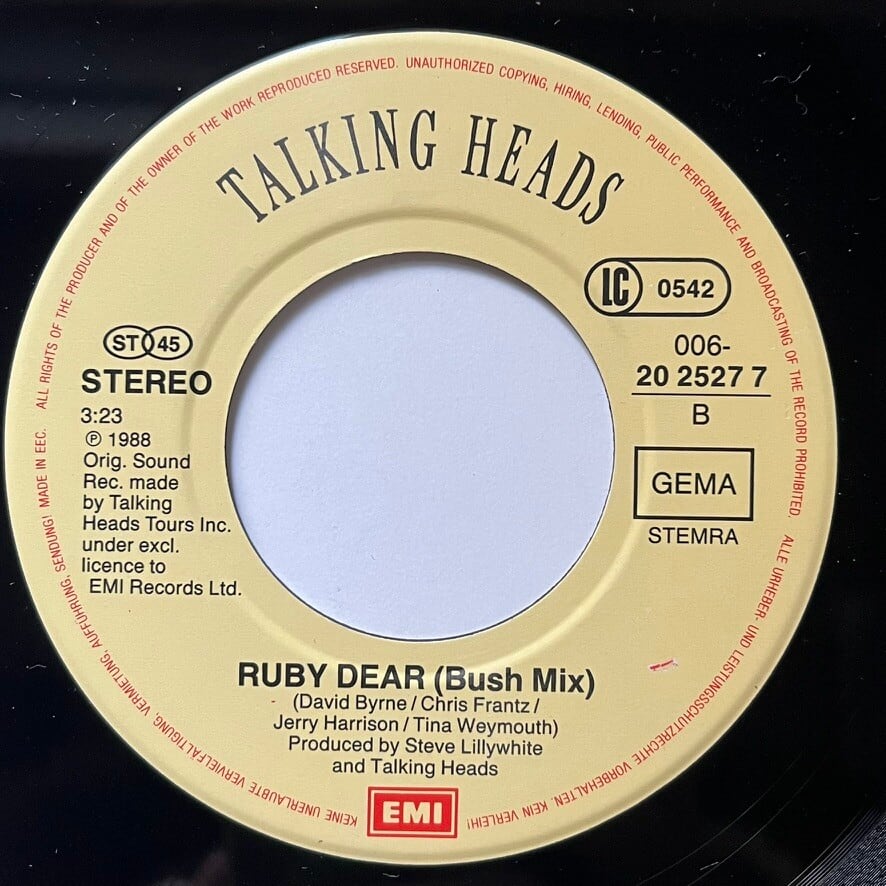 ALL RIGHTS OF THE PRODUCER AND OF THE OWNER OF THE WORK REPRODUCED RESERVED. UNAUTHORIZED COPYING, HIRING, LENDING, PUBLIC PERFORMANCE AND BROADCASTING OF THE RECORD PROHIBITED.
TALKING HEADS
LC 0542
006-
20 2527 7
B
GEMA
STEMRA
ST 45
STEREO
3:23
℗ 1988
Orig. Sound
Rec. made
by Talking
Heads Tours Inc.
under excl.
licence to
EMI Records Ltd.
RUBY DEAR (Bush Mix)
(David Byrne / Chris Frantz /
Jerry Harrison / Tina Weymouth)
Produced by Steve Lillywhite
and Talking Heads
EMI
ALLE URHEBER- UND LEISTUNGSSCHUTZRECHTE VORBEHALTEN. KEIN VERLEIH! KEINE UNERLAUBTE VERVIELFÄLTIGUNG, VERMIETUNG, AUFFÜHRUNG, SENDUNG! MADE IN EEC.